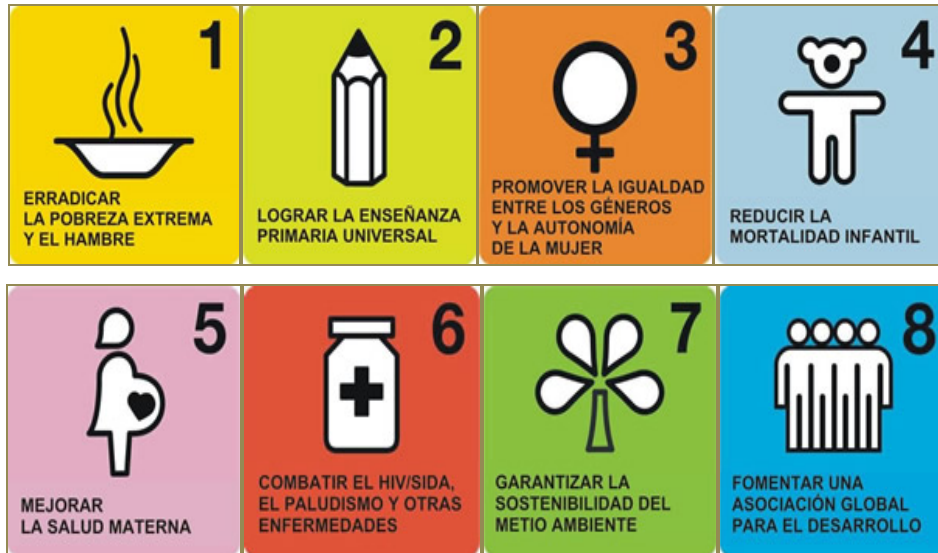 1
ERRADICAR
LA POBREZA EXTREMA
Y EL HAMBRE
2
LOGRAR LA ENSEÑANZA
PRIMARIA UNIVERSAL
3
PROMOVER LA IGUALDAD
ENTRE LOS GÉNEROS
Y LA AUTONOMÍA
DE LA MUJER
4
REDUCIR LA
MORTALIDAD INFANTIL
5
MEJORAR
LA SALUD MATERNA
6
COMBATIR EL HIV/SIDA,
EL PALUDISMO Y OTRAS
ENFERMEDADES
7
GARANTIZAR LA
SOSTENIBILIDAD DEL
METIO AMBIENTE
8
FOMENTAR UNA
ASOCIACIÓN GLOBAL
PARA EL DESARROLLO